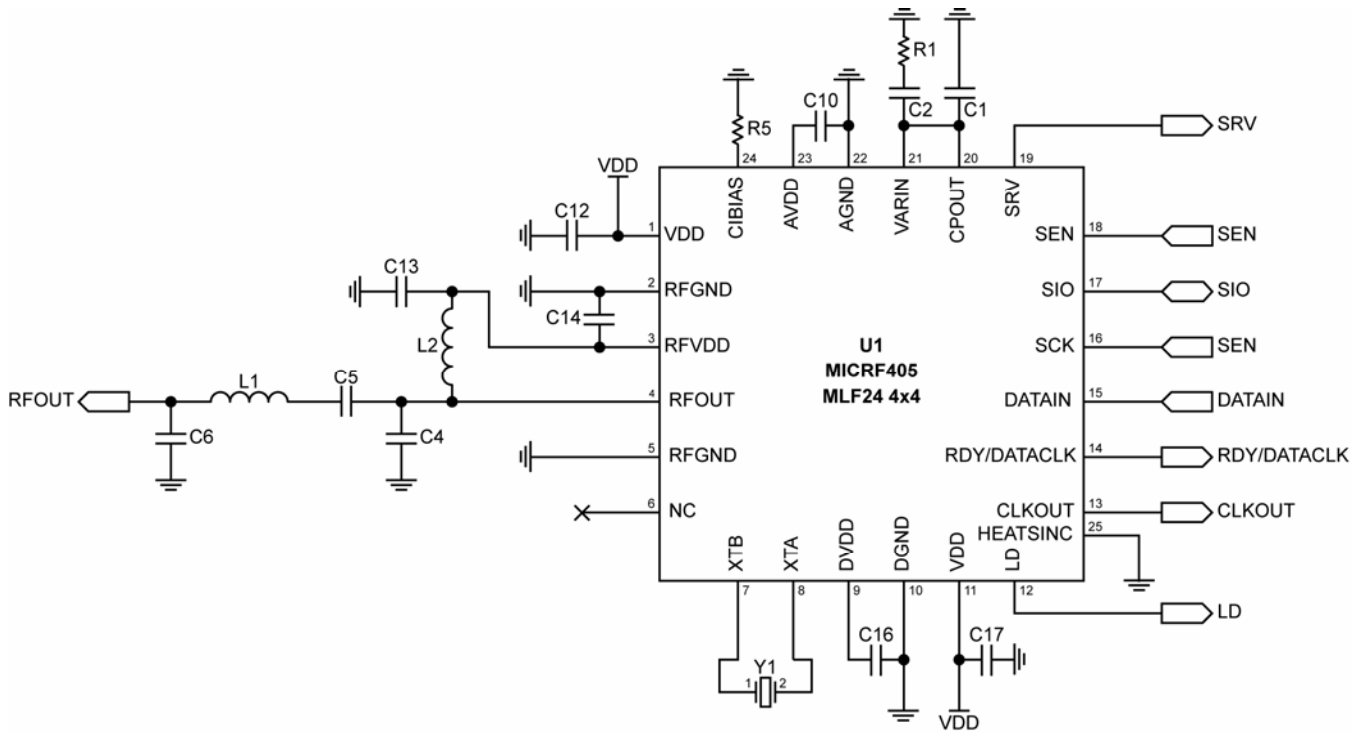 R1
C10
C2
C1
R5
SRV
24
23
22
21
20
19
VDD
CIBIAS
AVDD
AGND
VARIN
CPOUT
SRV
C12
1
VDD
SEN
18
SEN
C13
2
RFGND
SIO
17
SIO
C14
L2
3
RFVDD
U1
MICRF405
MLF24 4x4
SCK
16
SEN
RFOUT
L1
C5
4
RFOUT
DATAIN
15
DATAIN
C6
C4
5
RFGND
RDY/DATACLK
14
RDY/DATACLK
6
NC
CLKOUT
13
CLKOUT
HEATSINC
25
XTB
XTA
DVDD
DGND
VDD
LD
7
8
9
10
11
12
LD
C16
C17
Y1
1
2
VDD